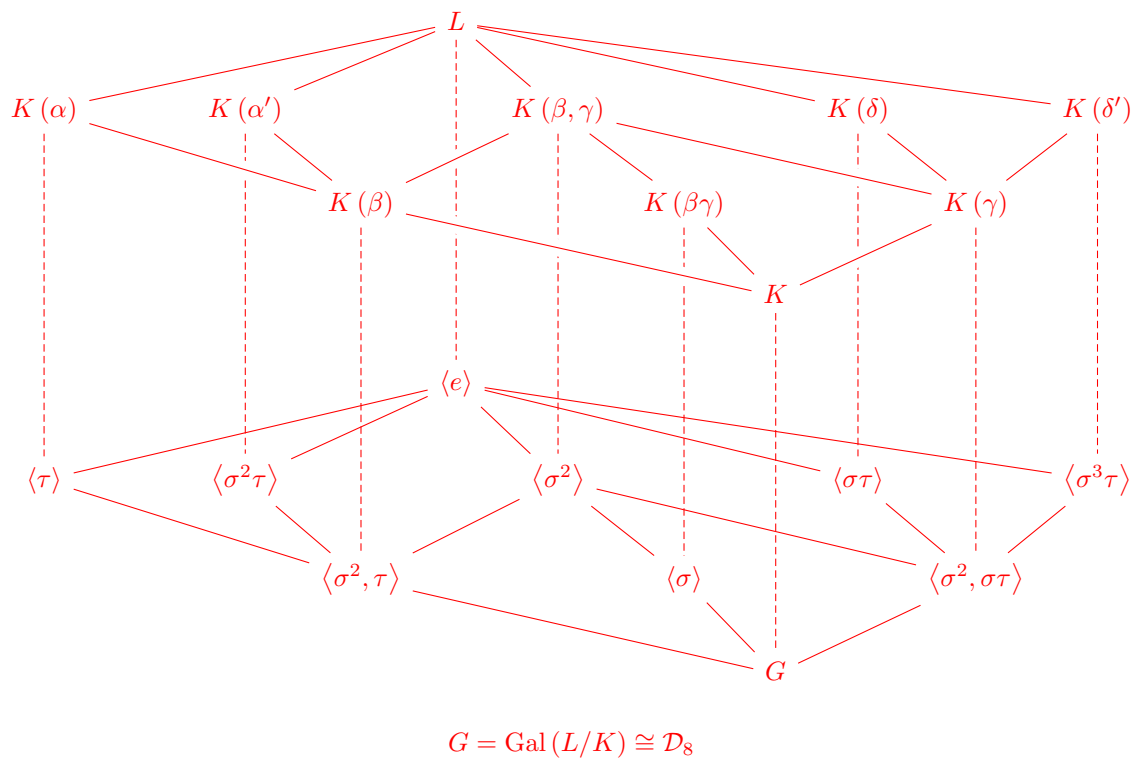 L
K (α) K (α′) K (β, γ) K (δ) K (δ′)
K (β) K (βγ) K (γ)
K
⟨e⟩
⟨τ⟩ ⟨σ²τ⟩ ⟨σ²⟩ ⟨στ⟩ ⟨σ³τ⟩
⟨σ², τ⟩ ⟨σ⟩ ⟨σ², στ⟩
G
G = Gal (L/K) ≅ 𝒟₈